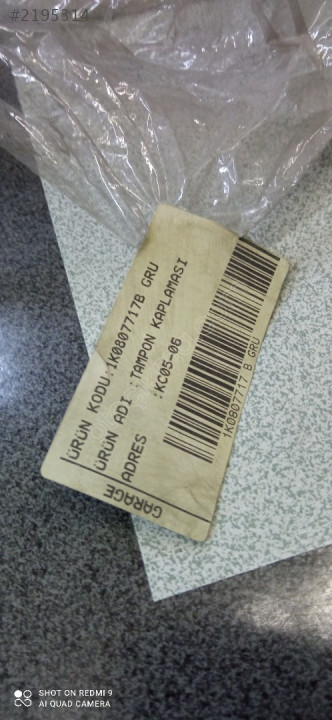 #2195314
ÜRÜN KODU:1K0807717B GRU
ÜRÜN ADI :TAMPON KAPLAMASI
ADRES :KC05-06
GARAGE
1K0807717 B GRU
SHOT ON REDMI 9
AI QUAD CAMERA